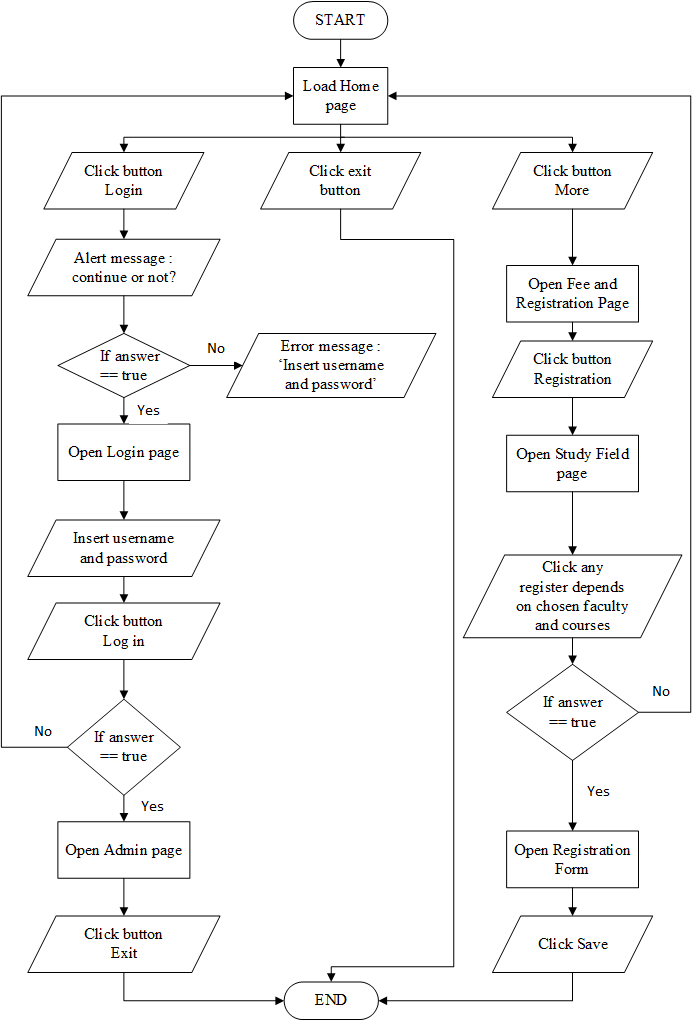 START
Load Home
page
Click button
Login
Click exit
button
Click button
More
Alert message :
continue or not?
Open Fee and
Registration Page
If answer
== true
No
Error message :
‘Insert username
and password’
Click button
Registration
Yes
Open Login page
Open Study Field
page
Insert username
and password
Click any
register depends
on chosen faculty
and courses
Click button
Log in
If answer
== true
No
If answer
== true
No
Yes
Yes
Open Admin page
Open Registration
Form
Click button
Exit
Click Save
END